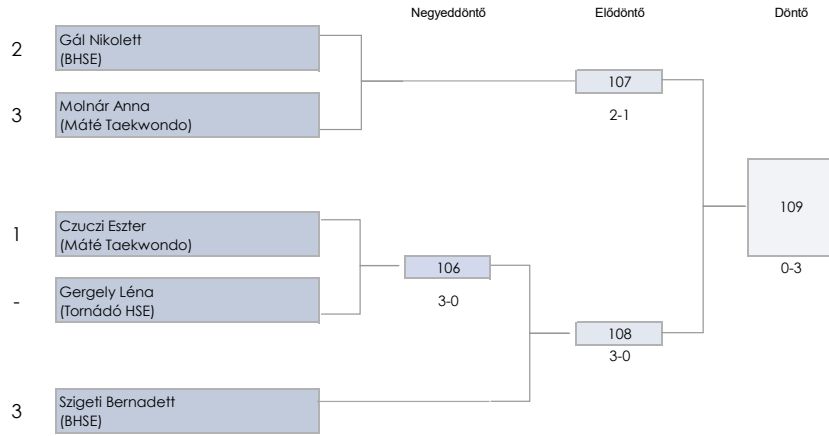 Negyeddöntő Elődöntő Döntő
2
Gál Nikolett
(BHSE)
107
2-1
3
Molnár Anna
(Máté Taekwondo)
109
0-3
1
Czuczi Eszter
(Máté Taekwondo)
106
3-0
-
Gergely Léna
(Tornádó HSE)
108
3-0
3
Szigeti Bernadett
(BHSE)